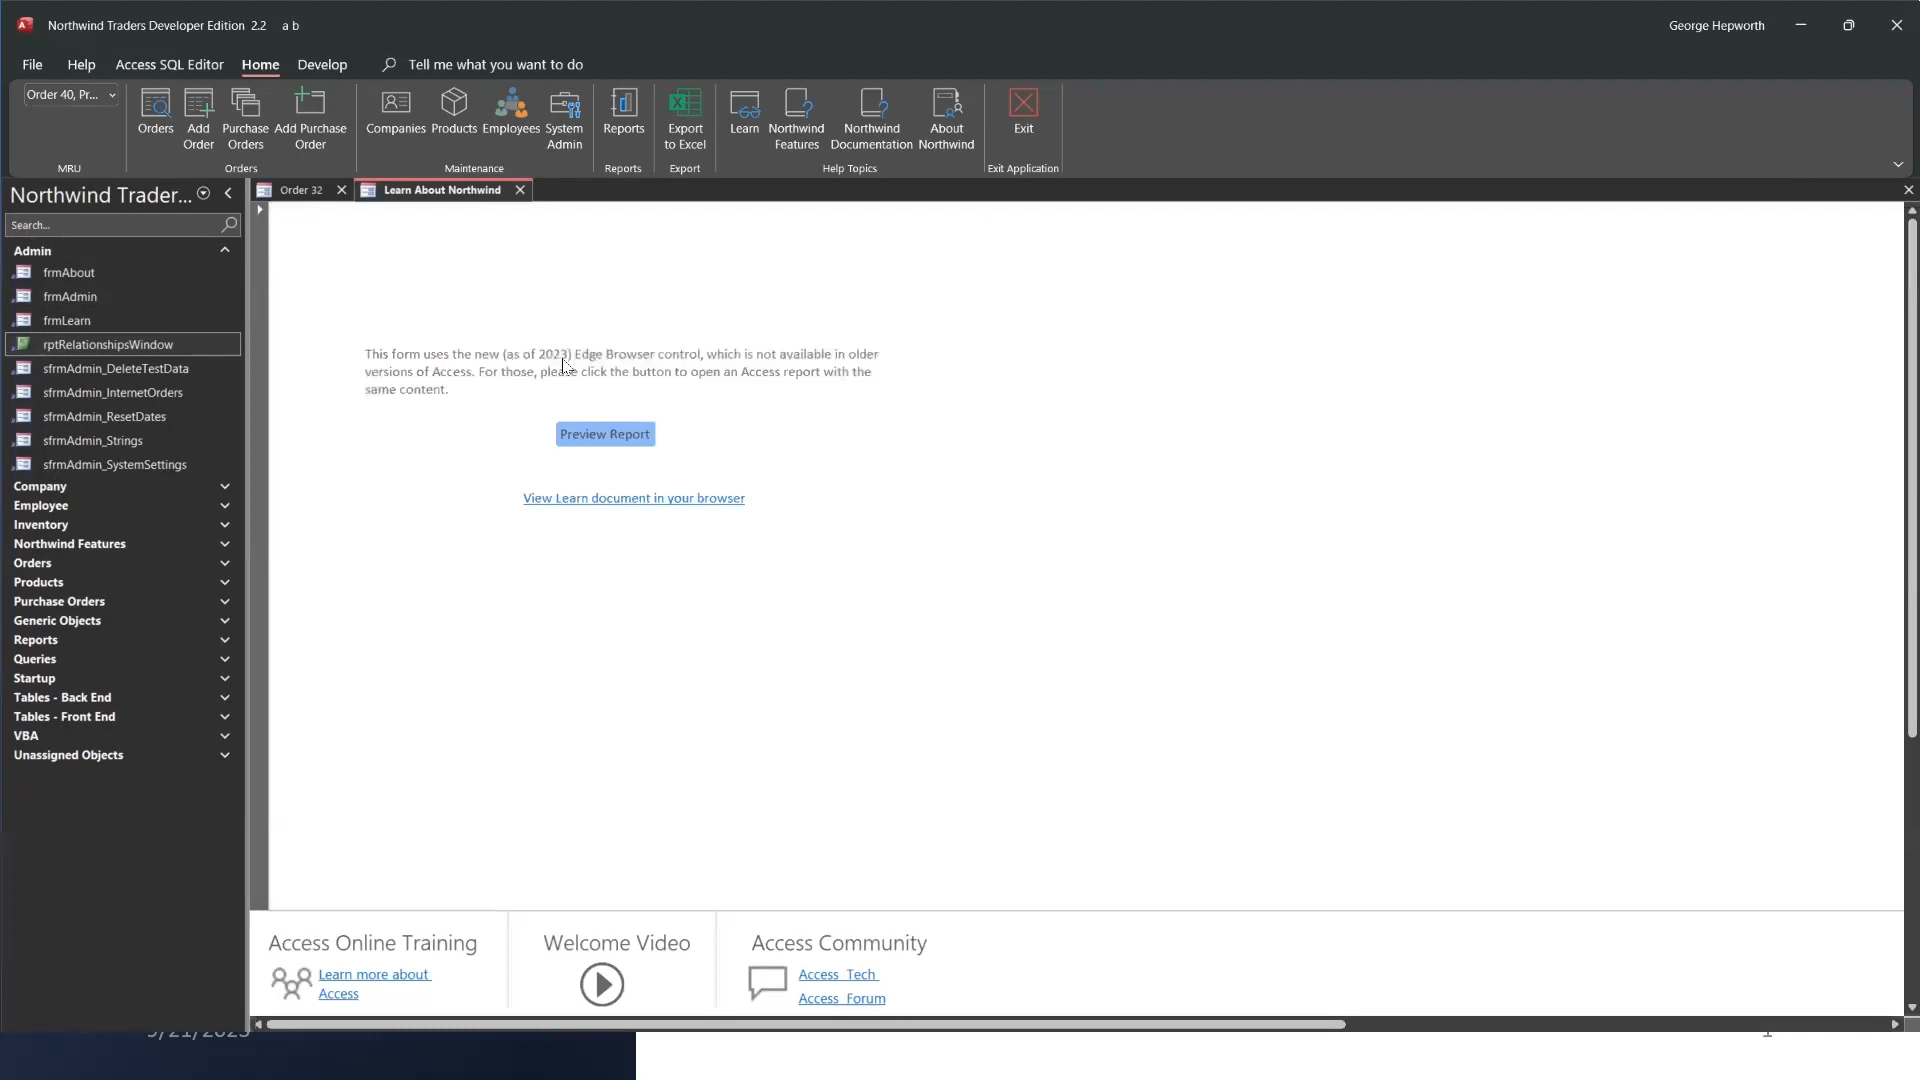 Northwind Traders Developer Edition 2.2 a b
George Hepworth
File Help Access SQL Editor Home Develop Tell me what you want to do
Order 40, Pr...
Orders
Add
Order
Purchase
Orders
Add Purchase
Order
Companies
Products
Employees
System
Admin
Reports
Export
to Excel
Learn
Northwind
Features
Northwind
Documentation
About
Northwind
Exit
MRU
Orders
Maintenance
Reports
Export
Help Topics
Exit Application
Northwind Trader...
Search...
Admin
frmAbout
frmAdmin
frmLearn
rptRelationshipsWindow
sfrmAdmin_DeleteTestData
sfrmAdmin_InternetOrders
sfrmAdmin_ResetDates
sfrmAdmin_Strings
sfrmAdmin_SystemSettings
Company
Employee
Inventory
Northwind Features
Orders
Products
Purchase Orders
Generic Objects
Reports
Queries
Startup
Tables - Back End
Tables - Front End
VBA
Unassigned Objects
Order 32
Learn About Northwind
This form uses the new (as of 2023) Edge Browser control, which is not available in older
versions of Access. For those, please click the button to open an Access report with the
same content.
Preview Report
View Learn document in your browser
Access Online Training
Learn more about
Access
Welcome Video
Access Community
Access Tech
Access Forum